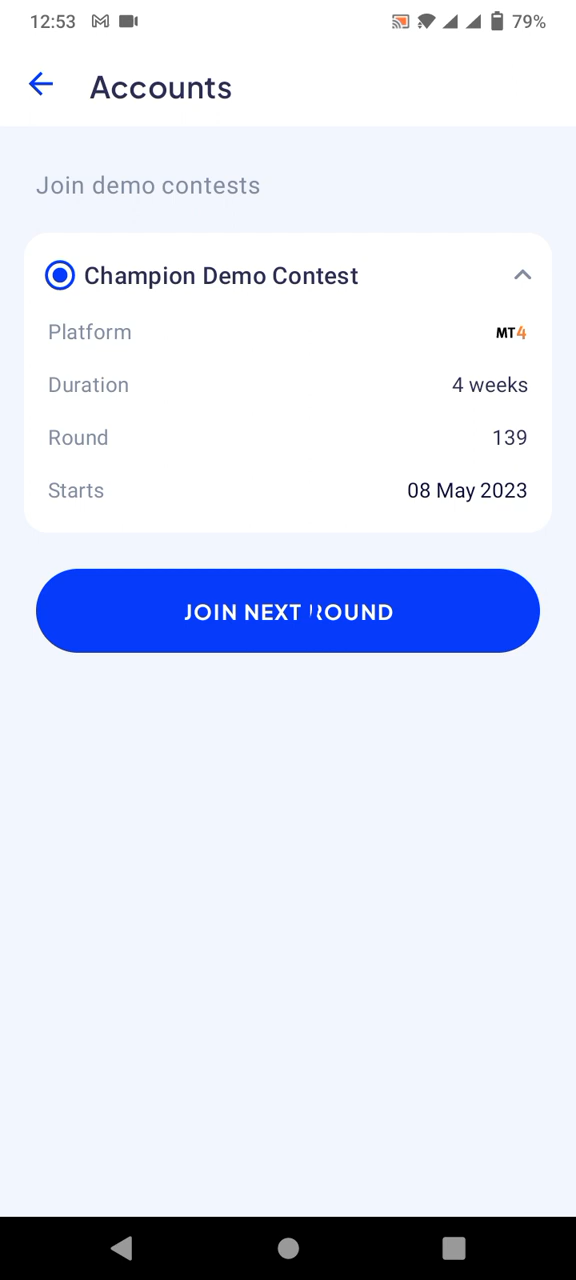 12:53 79%
Accounts
Join demo contests
Champion Demo Contest
Platform MT4
Duration 4 weeks
Round 139
Starts 08 May 2023
JOIN NEXT ROUND